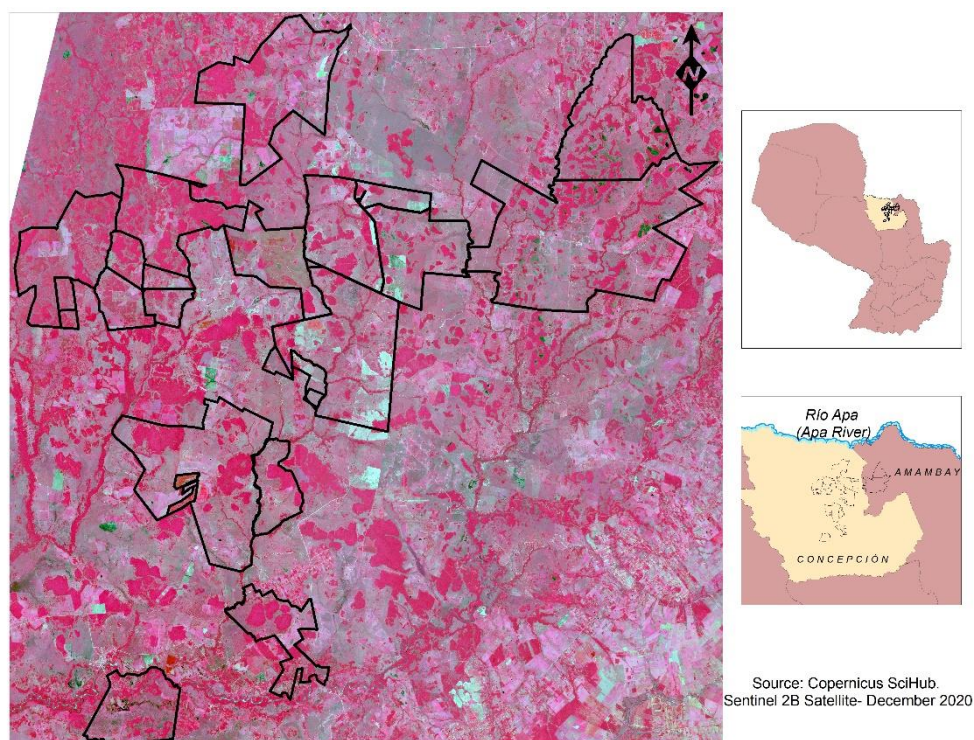 N
Río Apa
(Apa River)
AMAMBAY
CONCEPCIÓN
Source: Copernicus SciHub.
Sentinel 2B Satellite- December 2020